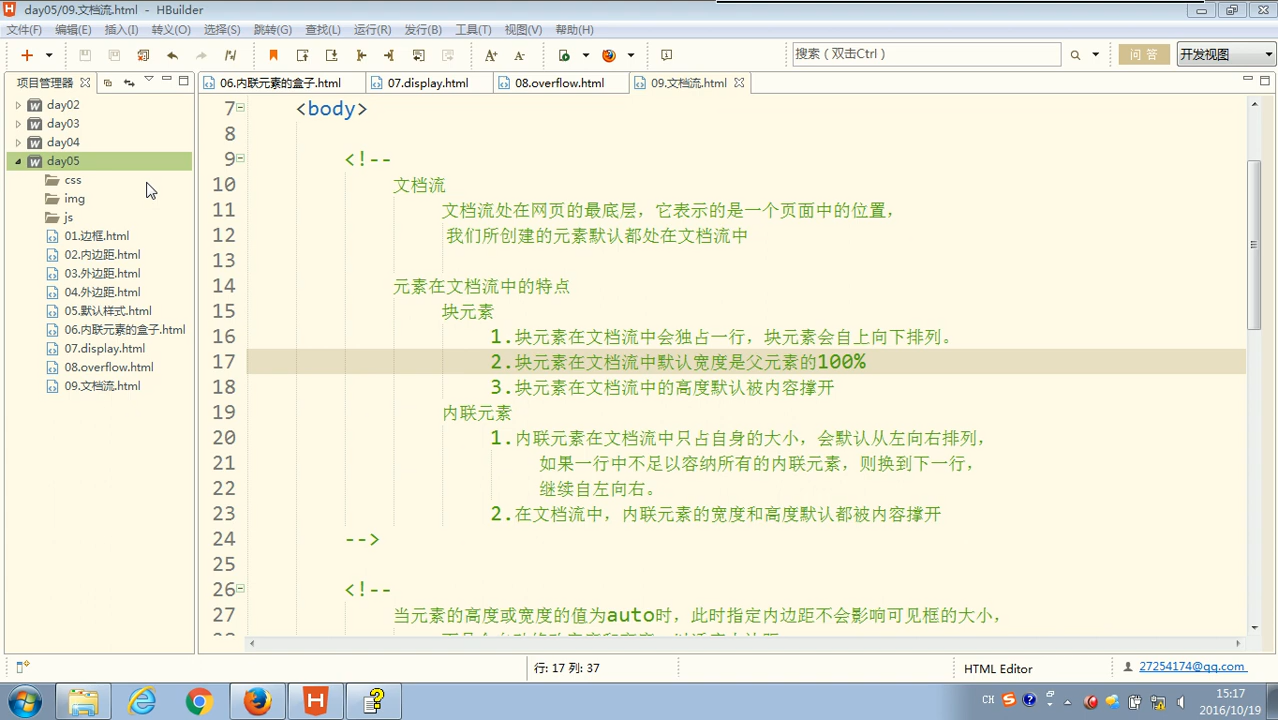 day05/09.文档流.html - HBuilder
文件(F) 编辑(E) 插入(I) 转义(O) 选择(S) 跳转(G) 查找(L) 运行(R) 发行(B) 工具(T) 视图(V) 帮助(H)
搜索（双击Ctrl） 问 答 开发视图
项目管理器 06.内联元素的盒子.html 07.display.html 08.overflow.html 09.文档流.html
day02
day03
day04
day05
css
img
js
01.边框.html
02.内边距.html
03.外边距.html
04.外边距.html
05.默认样式.html
06.内联元素的盒子.html
07.display.html
08.overflow.html
09.文档流.html
7 <body>
8
9 <!--
10 文档流
11 文档流处在网页的最底层，它表示的是一个页面中的位置，
12 我们所创建的元素默认都处在文档流中
13
14 元素在文档流中的特点
15 块元素
16 1.块元素在文档流中会独占一行，块元素会自上向下排列。
17 2.块元素在文档流中默认宽度是父元素的100%
18 3.块元素在文档流中的高度默认被内容撑开
19 内联元素
20 1.内联元素在文档流中只占自身的大小，会默认从左向右排列，
21 如果一行中不足以容纳所有的内联元素，则换到下一行，
22 继续自左向右。
23 2.在文档流中，内联元素的宽度和高度默认都被内容撑开
24 -->
25
26 <!--
27 当元素的高度或宽度的值为auto时，此时指定内边距不会影响可见框的大小，
行: 17 列: 37 HTML Editor 27254174@qq.com
CH 15:17
2016/10/19